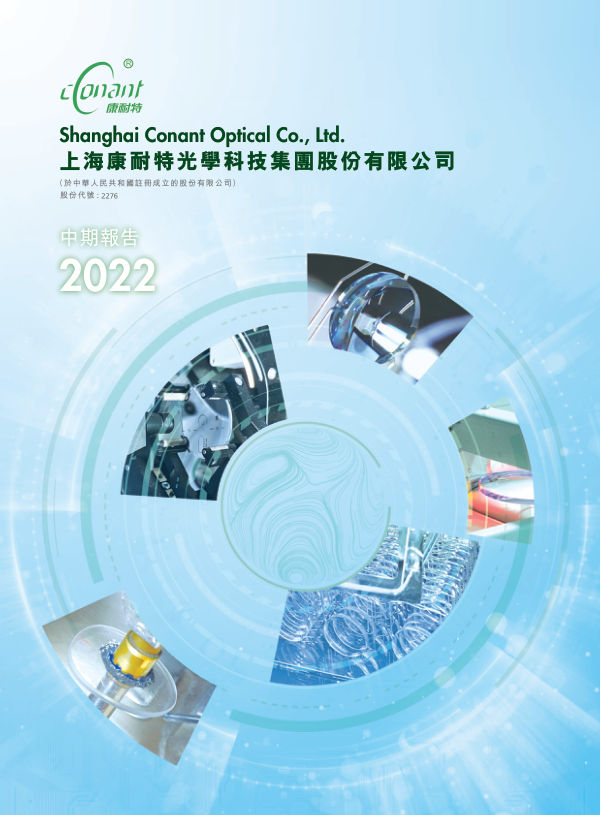 Conant®
康耐特
Shanghai Conant Optical Co., Ltd.
上海康耐特光學科技集團股份有限公司
(於中華人民共和國註冊成立的股份有限公司)
股份代號 : 2276
中期報告
2022